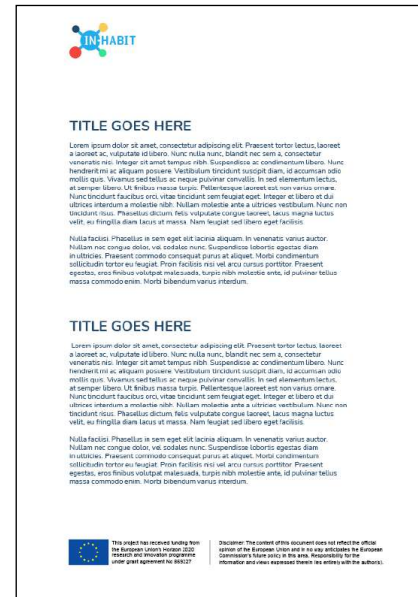 INHABIT
TITLE GOES HERE
Lorem ipsum dolor sit amet, consectetur adipiscing elit. Praesent tortor lectus, laoreet
a laoreet ac, vulputate id libero. Nunc nulla nunc, blandit nec sem a, consectetur
venenatis nisi. Integer sit amet tempus nibh. Suspendisse ac condimentum libero. Nunc
hendrerit mi ac aliquam posuere. Vestibulum tincidunt suscipit diam, id accumsan odio
mollis quis. Vivamus sed tellus ac neque pulvinar convallis. In sed elementum lectus,
at semper libero. Ut finibus massa turpis. Pellentesque laoreet est non varius ornare.
Nunc tincidunt faucibus orci, vitae tincidunt sem feugiat eget. Integer et libero et dui
ultrices interdum a molestie nibh. Nullam molestie ante a ultricies vestibulum. Nunc non
tincidunt risus. Phasellus dictum felis vulputate congue laoreet, lacus magna luctus
velit, eu fringilla diam lacus ut massa. Nam feugiat sed libero eget facilisis.
Nulla facilisi. Phasellus in sem eget elit lacinia aliquam. In venenatis varius auctor.
Nullam nec congue dolor, vel sodales nunc. Suspendisse lobortis egestas diam
in ultricies. Praesent commodo consequat purus at aliquet. Morbi condimentum
sollicitudin tortor eu feugiat. Proin facilisis nisi vel arcu cursus porttitor. Praesent
egestas, eros finibus volutpat malesuada, turpis nibh molestie ante, id pulvinar tellus
massa commodo enim. Morbi bibendum varius interdum.
TITLE GOES HERE
Lorem ipsum dolor sit amet, consectetur adipiscing elit. Praesent tortor lectus, laoreet
a laoreet ac, vulputate id libero. Nunc nulla nunc, blandit nec sem a, consectetur
venenatis nisi. Integer sit amet tempus nibh. Suspendisse ac condimentum libero. Nunc
hendrerit mi ac aliquam posuere. Vestibulum tincidunt suscipit diam, id accumsan odio
mollis quis. Vivamus sed tellus ac neque pulvinar convallis. In sed elementum lectus,
at semper libero. Ut finibus massa turpis. Pellentesque laoreet est non varius ornare.
Nunc tincidunt faucibus orci, vitae tincidunt sem feugiat eget. Integer et libero et dui
ultrices interdum a molestie nibh. Nullam molestie ante a ultricies vestibulum. Nunc non
tincidunt risus. Phasellus dictum felis vulputate congue laoreet, lacus magna luctus
velit, eu fringilla diam lacus ut massa. Nam feugiat sed libero eget facilisis.
Nulla facilisi. Phasellus in sem eget elit lacinia aliquam. In venenatis varius auctor.
Nullam nec congue dolor, vel sodales nunc. Suspendisse lobortis egestas diam
in ultricies. Praesent commodo consequat purus at aliquet. Morbi condimentum
sollicitudin tortor eu feugiat. Proin facilisis nisi vel arcu cursus porttitor. Praesent
egestas, eros finibus volutpat malesuada, turpis nibh molestie ante, id pulvinar tellus
massa commodo enim. Morbi bibendum varius interdum.
This project has received funding from
the European Union's Horizon 2020
research and innovation programme
under grant agreement No 869227
Disclaimer: The content of this document does not reflect the official
opinion of the European Union and in no way anticipates the European
Commission's future policy in this area. Responsibility for the
information and views expressed therein lies entirely with the author(s).